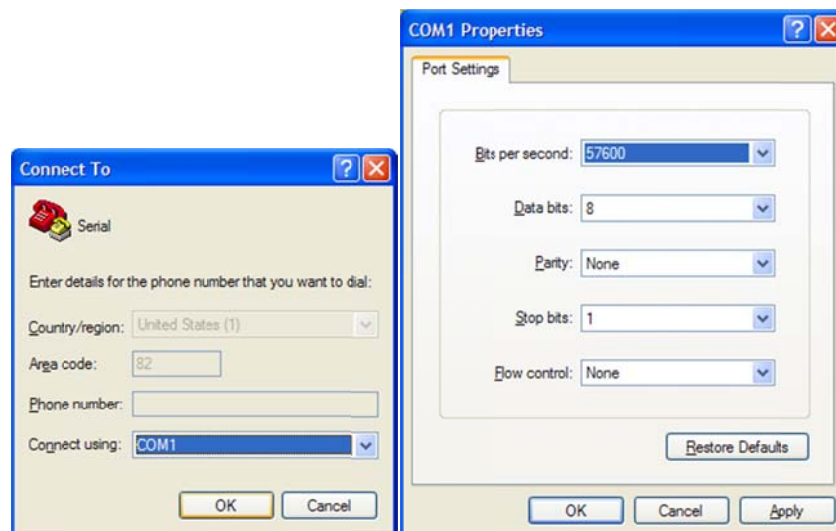 Connect To
Serial
Enter details for the phone number that you want to dial:
Country/region: United States (1)
Area code: 82
Phone number:
Connect using: COM1
OK Cancel
COM1 Properties
Port Settings
Bits per second: 57600
Data bits: 8
Parity: None
Stop bits: 1
Flow control: None
Restore Defaults
OK Cancel Apply